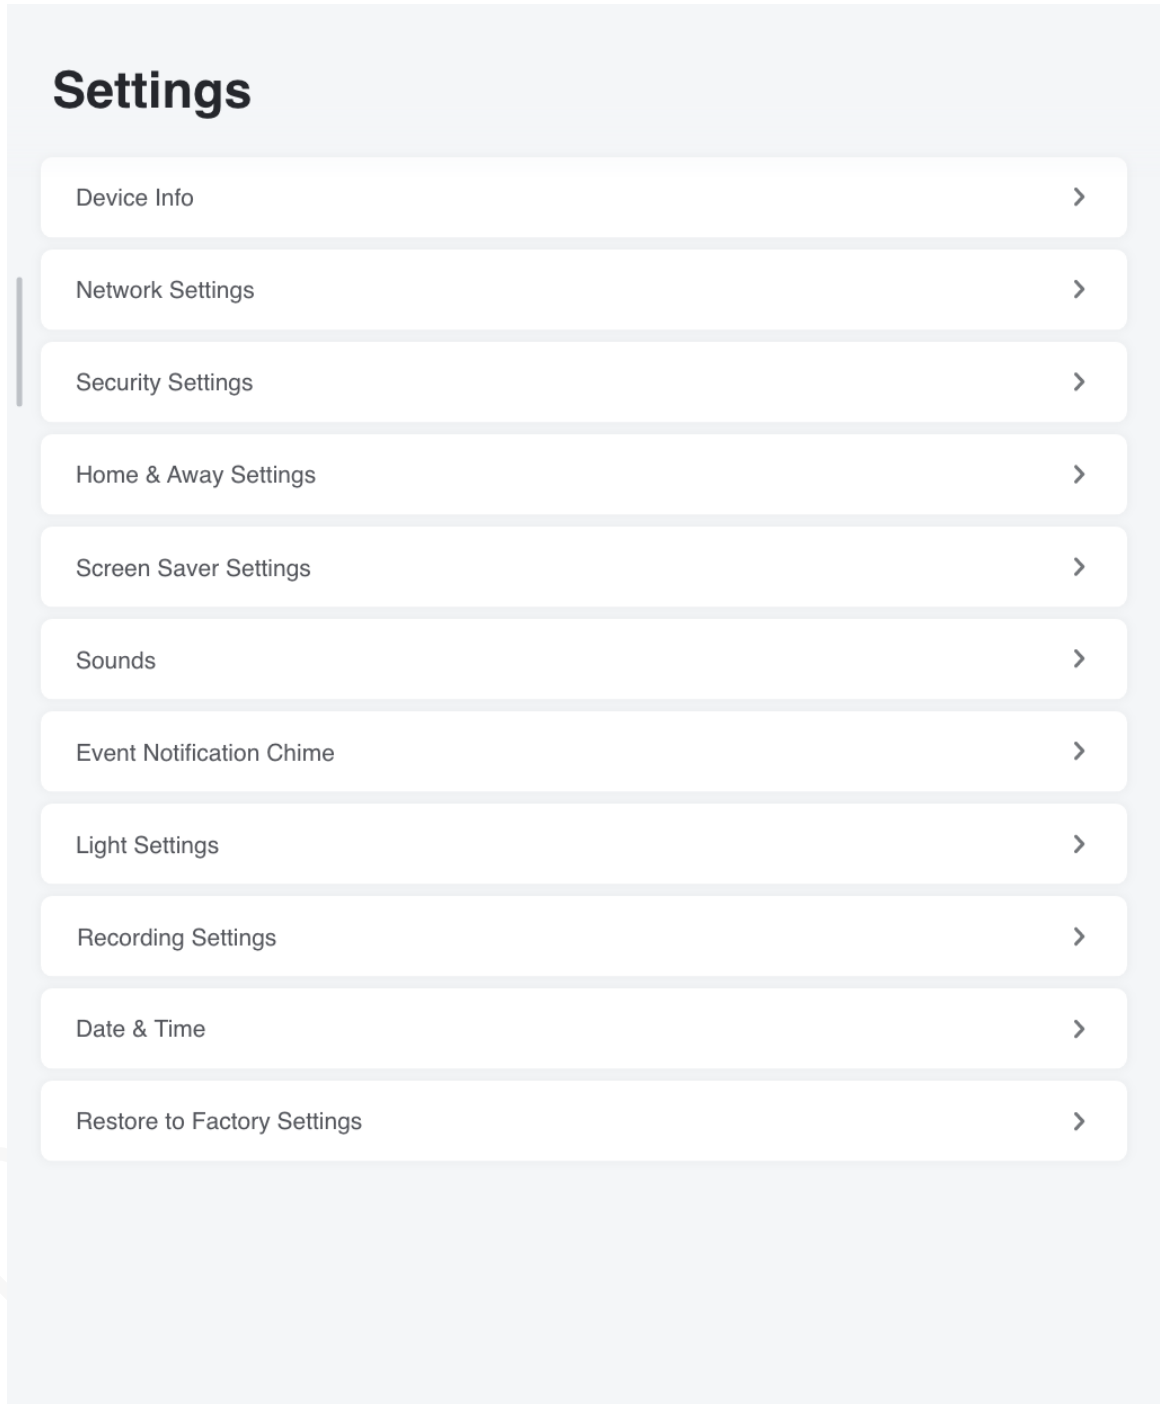 Settings
Device Info
Network Settings
Security Settings
Home & Away Settings
Screen Saver Settings
Sounds
Event Notification Chime
Light Settings
Recording Settings
Date & Time
Restore to Factory Settings